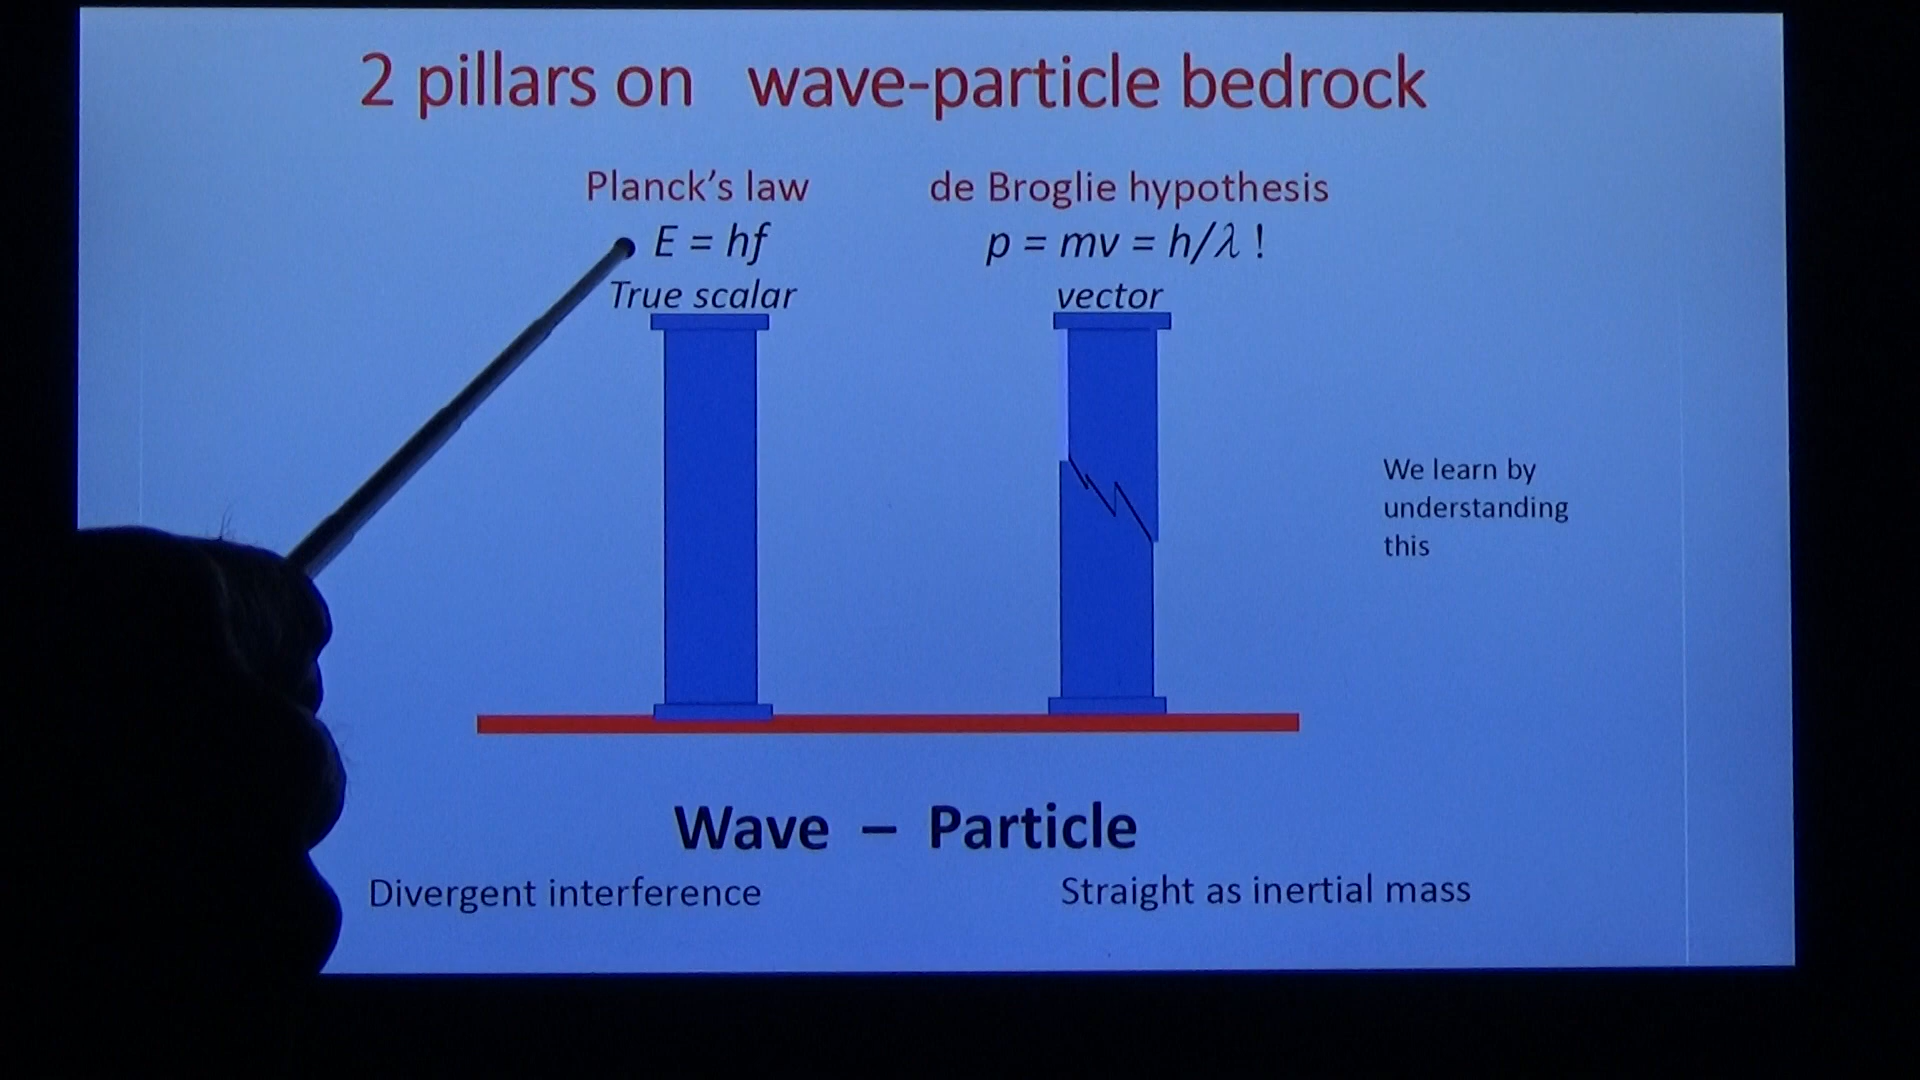 2 pillars on wave-particle bedrock
Planck's law
E = hf
True scalar
de Broglie hypothesis
p = mv = h/λ !
vector
We learn by
understanding
this
Wave – Particle
Divergent interference
Straight as inertial mass